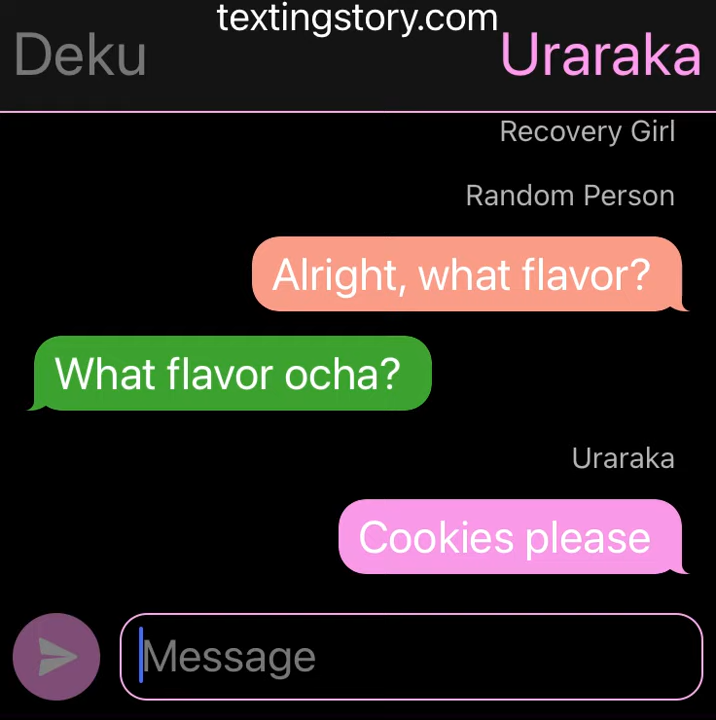 textingstory.com
Deku
Uraraka
Recovery Girl
Random Person
Alright, what flavor?
What flavor ocha?
Uraraka
Cookies please
Message